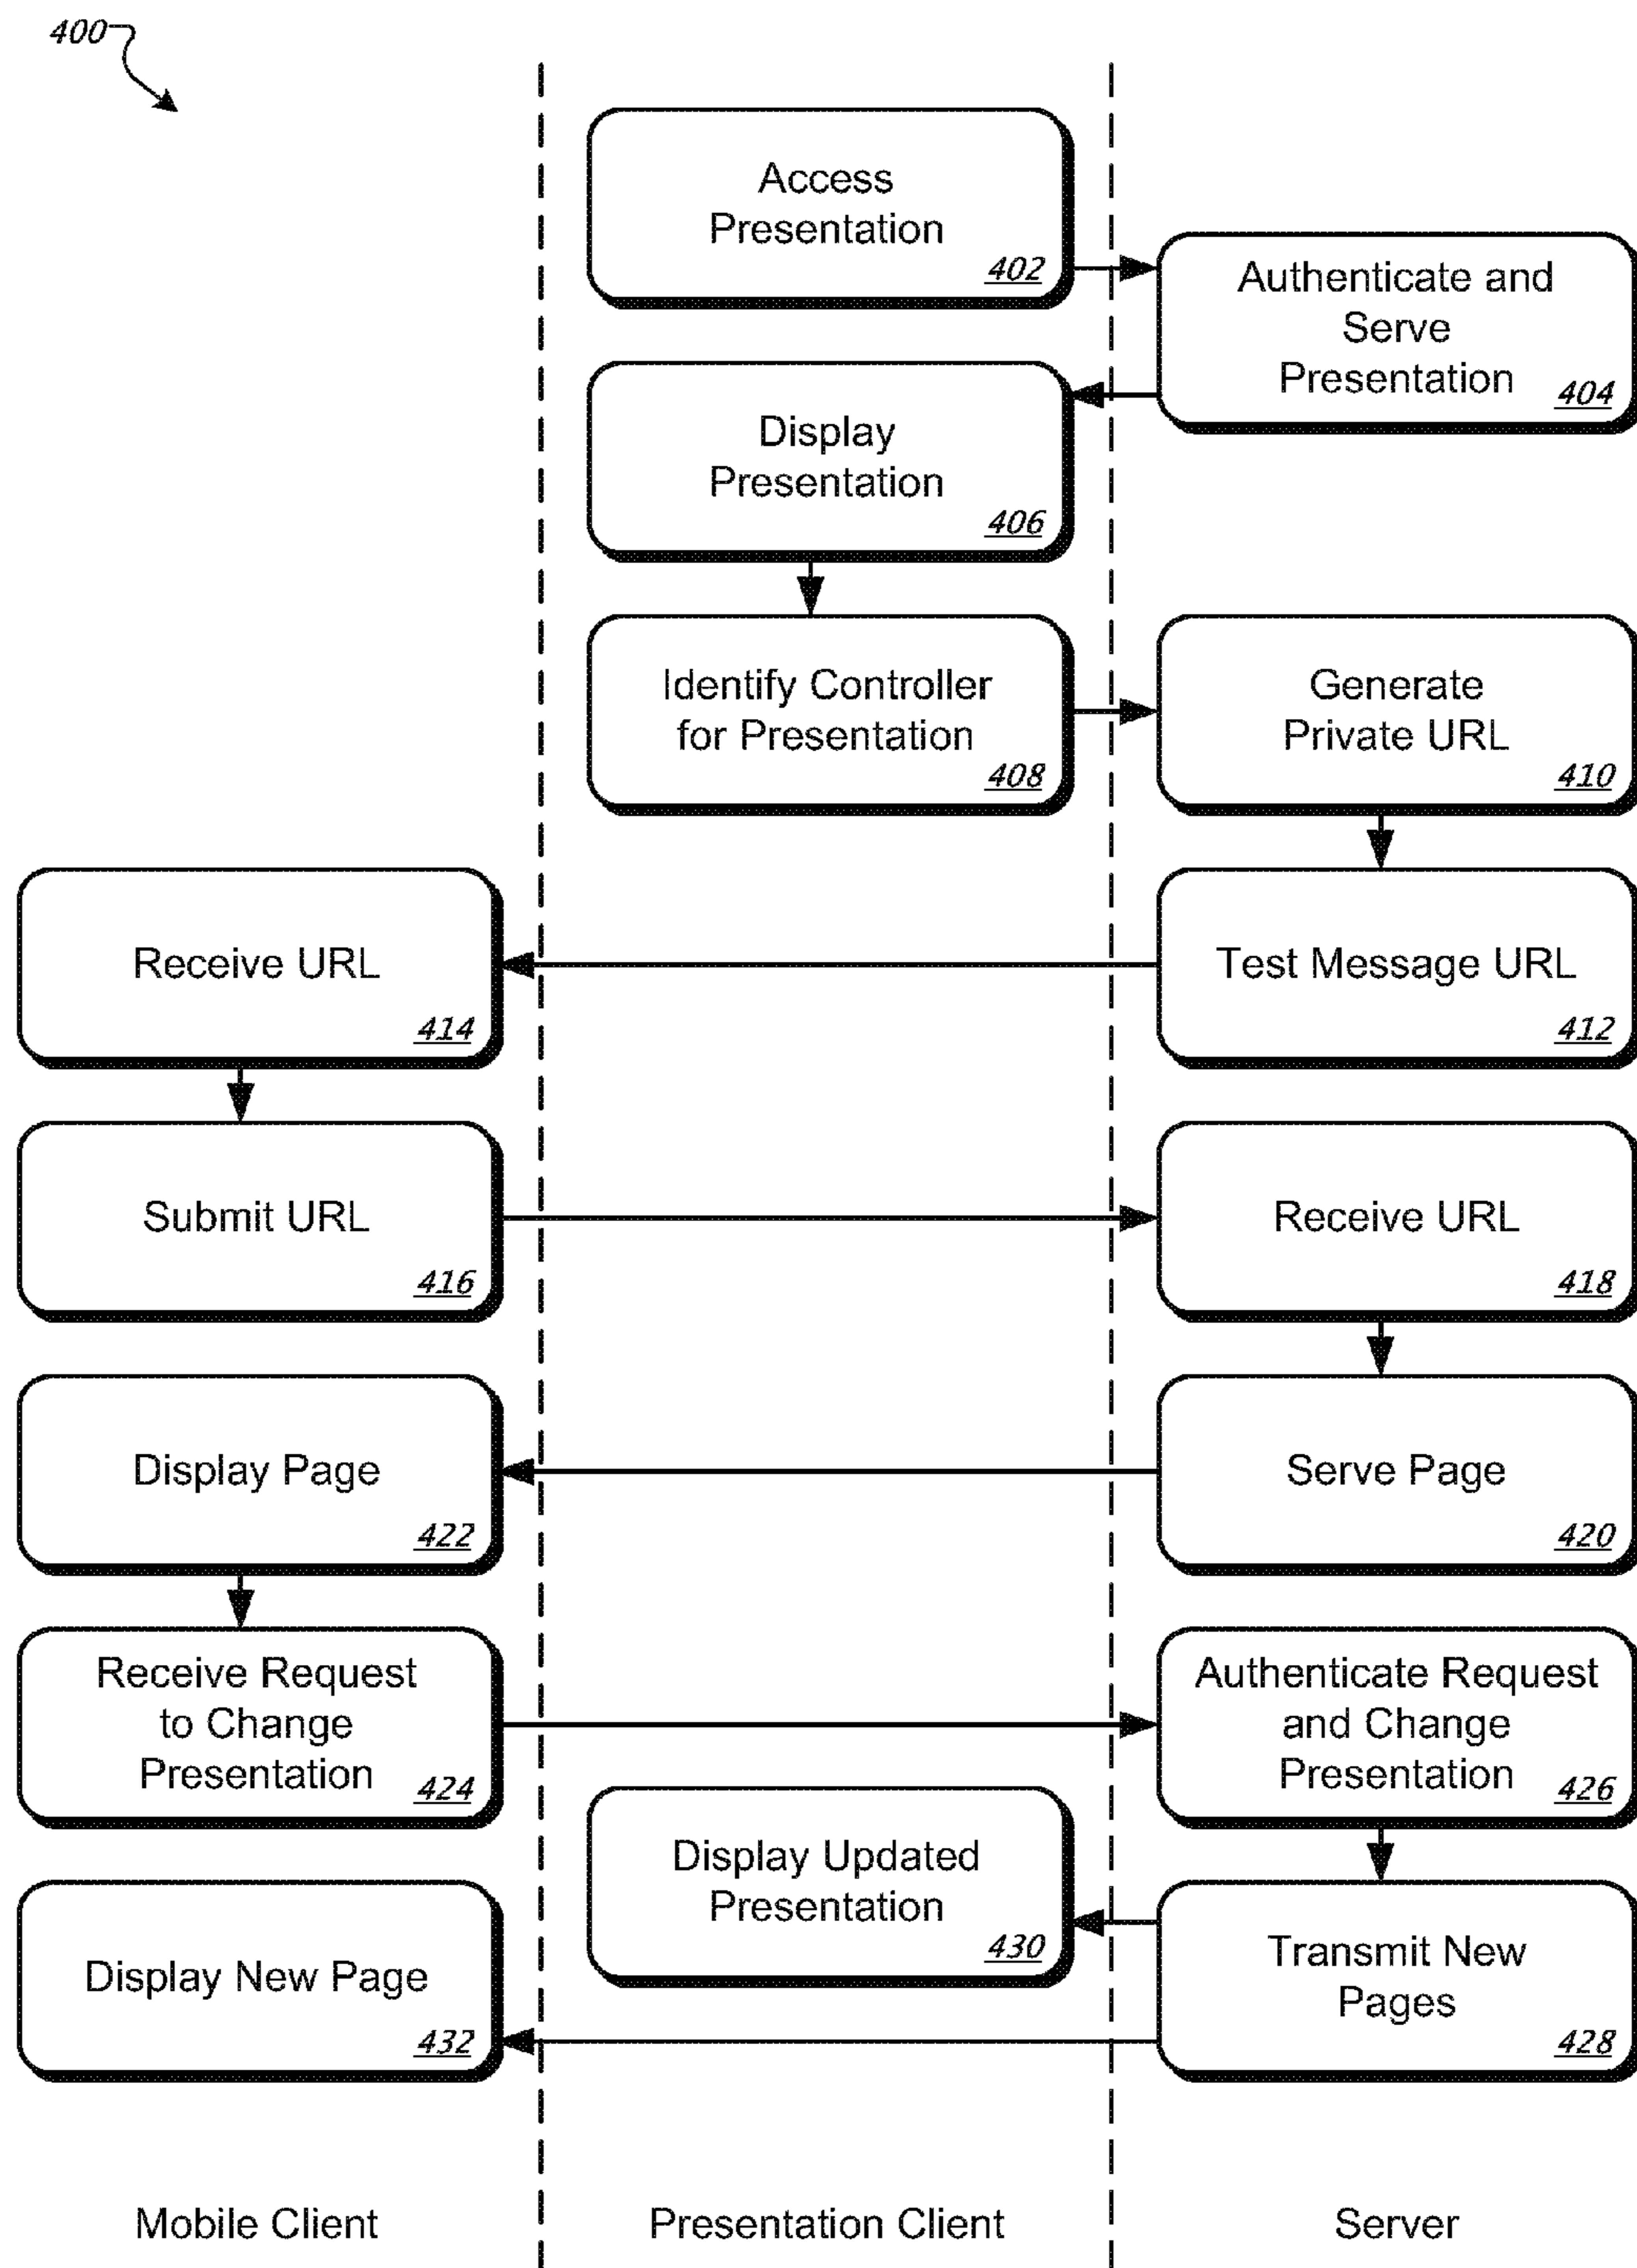 400
Access
Presentation
402
Authenticate and
Serve
Presentation
404
Display
Presentation
406
Identify Controller
for Presentation
408
Generate
Private URL
410
Test Message URL
412
Receive URL
414
Submit URL
416
Receive URL
418
Serve Page
420
Display Page
422
Receive Request
to Change
Presentation
424
Authenticate Request
and Change
Presentation
426
Transmit New
Pages
428
Display Updated
Presentation
430
Display New Page
432
Mobile Client
Presentation Client
Server